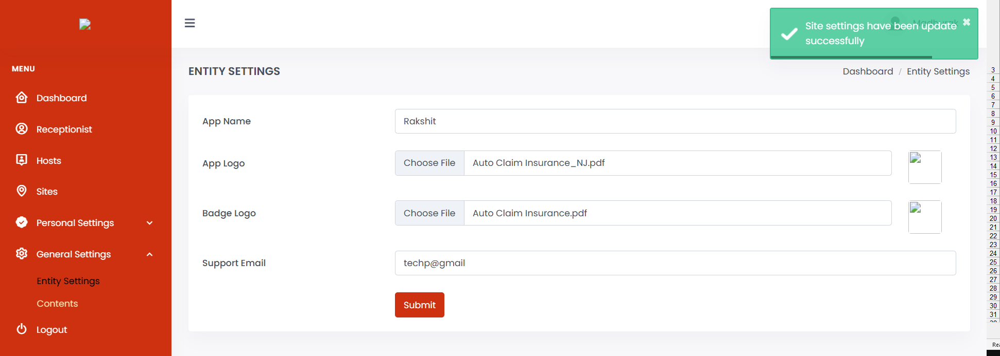 Site settings have been update
successfully
MENU
Dashboard
Receptionist
Hosts
Sites
Personal Settings
General Settings
Entity Settings
Contents
Logout
ENTITY SETTINGS
Dashboard / Entity Settings
App Name
Rakshit
App Logo
Choose File Auto Claim Insurance_NJ.pdf
Badge Logo
Choose File Auto Claim Insurance.pdf
Support Email
techp@gmail
Submit
3
4
5
6
7
8
9
10
11
12
13
14
15
16
17
18
19
20
21
22
23
24
25
26
27
28
29
30
31